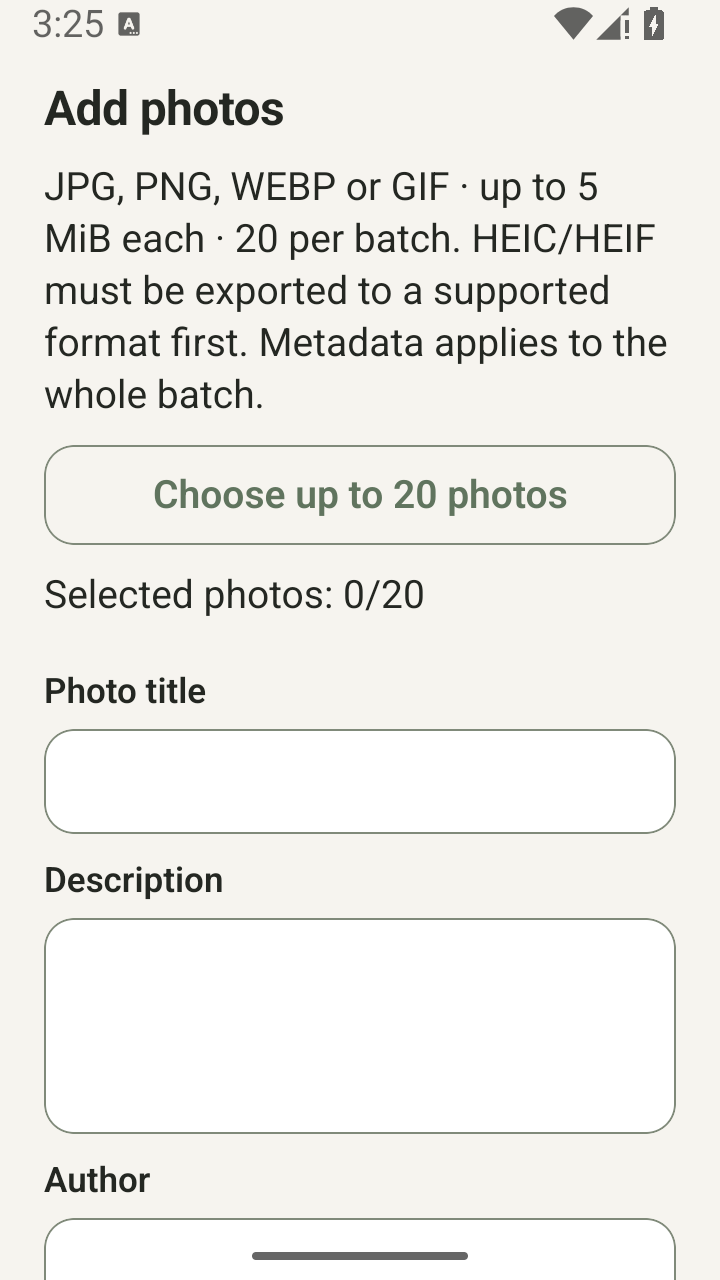 3:25
Add photos
JPG, PNG, WEBP or GIF · up to 5
MiB each · 20 per batch. HEIC/HEIF
must be exported to a supported
format first. Metadata applies to the
whole batch.
Choose up to 20 photos
Selected photos: 0/20
Photo title
Description
Author